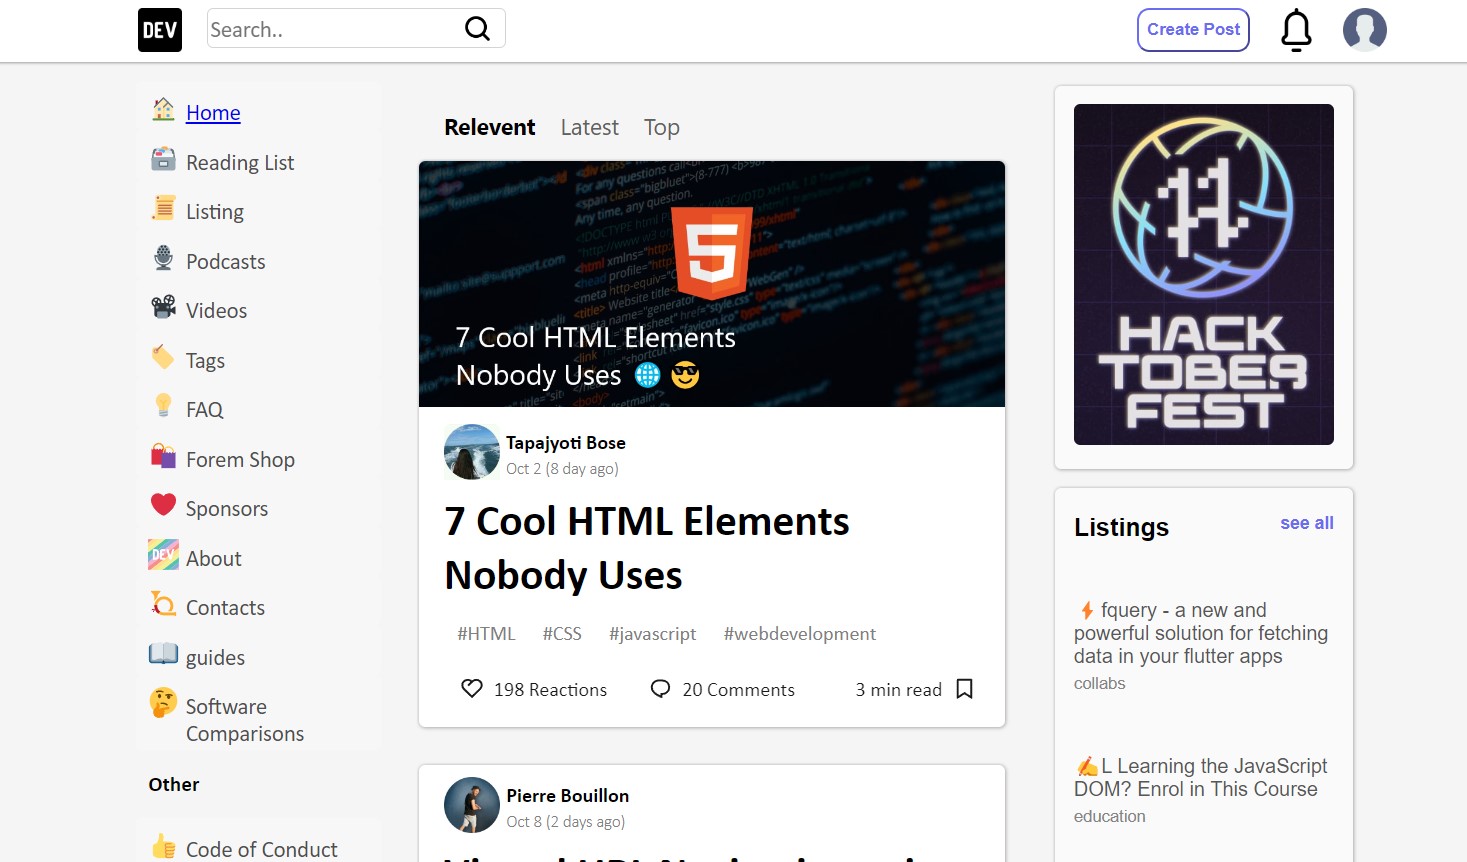 DEV
Search..
Create Post
Home
Reading List
Listing
Podcasts
Videos
Tags
FAQ
Forem Shop
Sponsors
DEV
About
Contacts
guides
Software
Comparisons
Other
Code of Conduct
Relevent Latest Top
7 Cool HTML Elements
Nobody Uses
Tapajyoti Bose
Oct 2 (8 day ago)
7 Cool HTML Elements
Nobody Uses
#HTML #CSS #javascript #webdevelopment
198 Reactions 20 Comments 3 min read
Pierre Bouillon
Oct 8 (2 days ago)
HACK
TOBER
FEST
Listings see all
⚡ fquery - a new and
powerful solution for fetching
data in your flutter apps
collabs
✍L Learning the JavaScript
DOM? Enrol in This Course
education